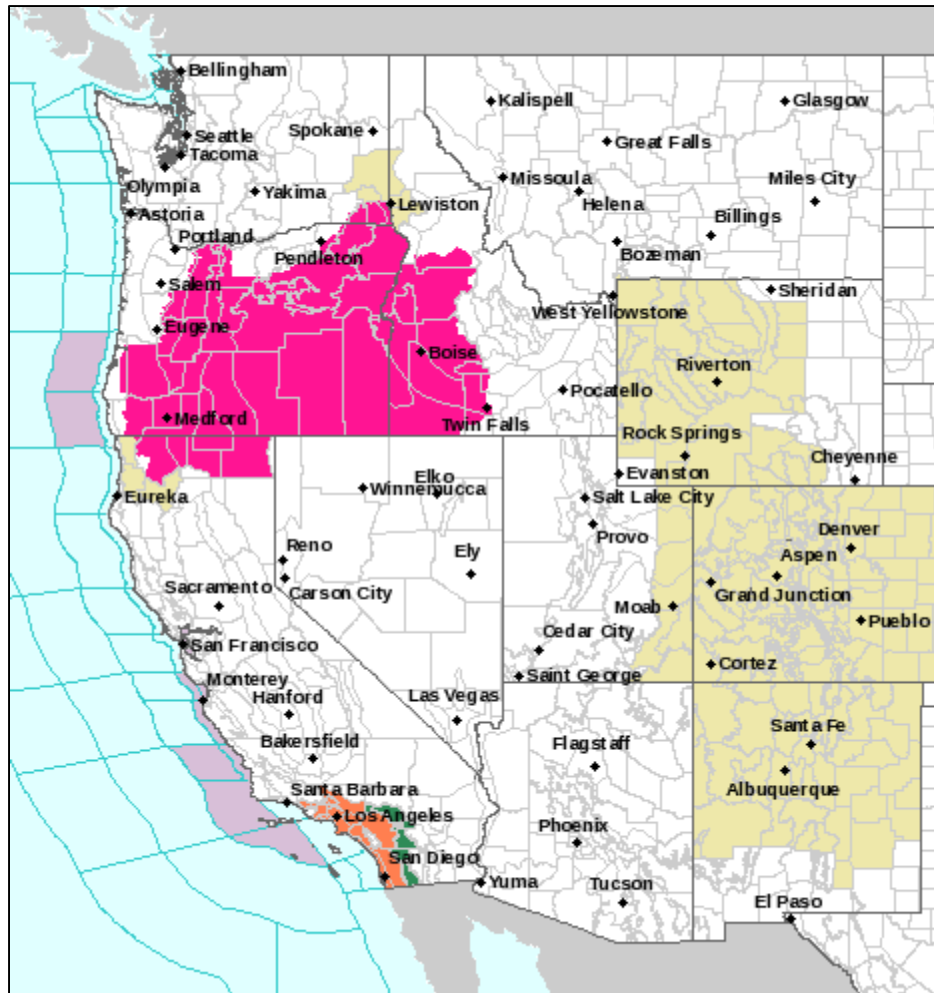 Bellingham
Kalispell
Glasgow
Seattle
Spokane
Great Falls
Tacoma
Olympia
Yakima
Lewiston
Missoula
Helena
Miles City
Astoria
Billings
Portland
Pendleton
Bozeman
Salem
Sheridan
West Yellowstone
Eugene
Boise
Riverton
Pocatello
Medford
Twin Falls
Rock Springs
Cheyenne
Evanston
Elko
Winnemucca
Eureka
Salt Lake City
Provo
Denver
Reno
Ely
Aspen
Sacramento
Carson City
Grand Junction
Moab
Pueblo
Cedar City
San Francisco
Cortez
Saint George
Monterey
Hanford
Las Vegas
Santa Fe
Bakersfield
Flagstaff
Albuquerque
Santa Barbara
Los Angeles
Phoenix
San Diego
Yuma
Tucson
El Paso